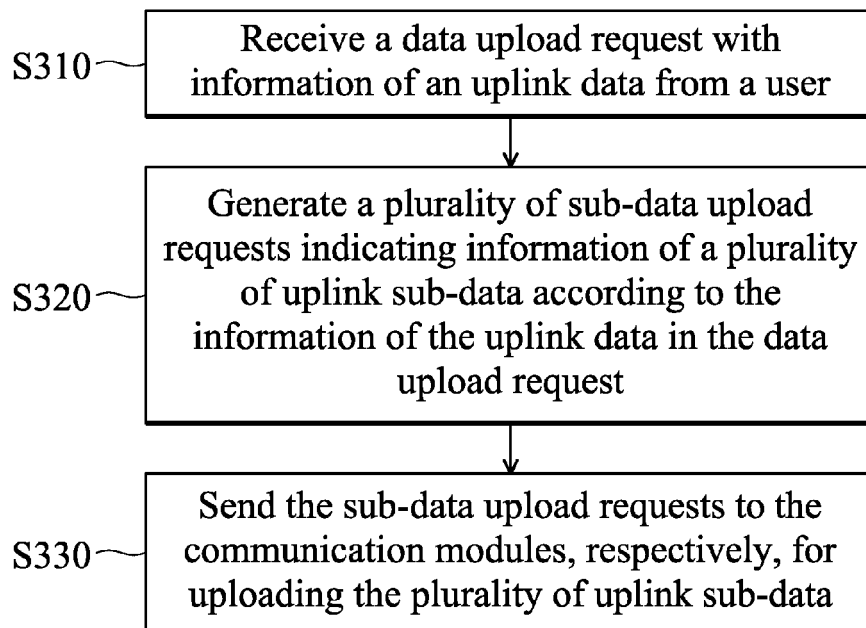 S310
Receive a data upload request with
information of an uplink data from a user
S320
Generate a plurality of sub-data upload
requests indicating information of a plurality
of uplink sub-data according to the
information of the uplink data in the data
upload request
S330
Send the sub-data upload requests to the
communication modules, respectively, for
uploading the plurality of uplink sub-data